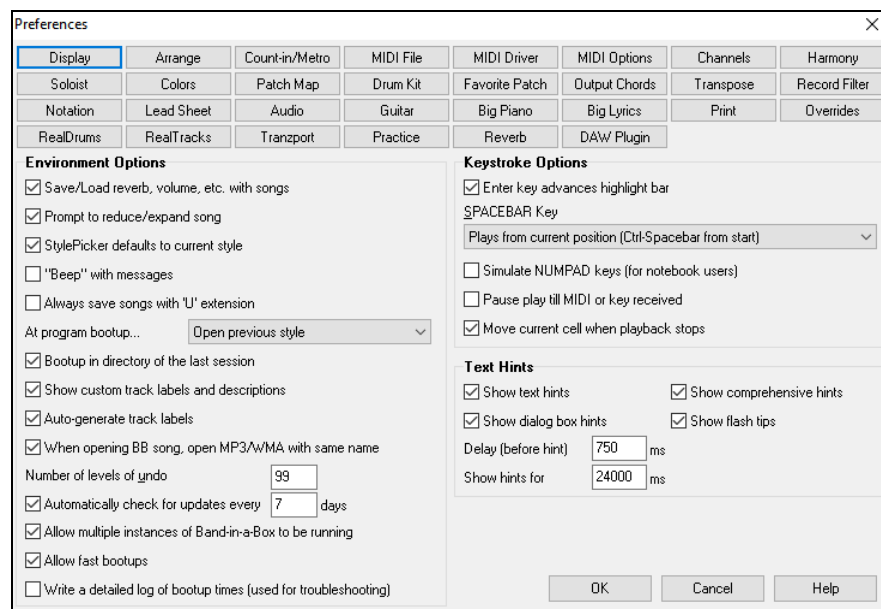 Preferences
Display Arrange Count-in/Metro MIDI File MIDI Driver MIDI Options Channels Harmony
Soloist Colors Patch Map Drum Kit Favorite Patch Output Chords Transpose Record Filter
Notation Lead Sheet Audio Guitar Big Piano Big Lyrics Print Overrides
RealDrums RealTracks Tranzport Practice Reverb DAW Plugin
Environment Options
Save/Load reverb, volume, etc. with songs
Prompt to reduce/expand song
StylePicker defaults to current style
"Beep" with messages
Always save songs with 'U' extension
At program bootup... Open previous style
Bootup in directory of the last session
Show custom track labels and descriptions
Auto-generate track labels
When opening BB song, open MP3/WMA with same name
Number of levels of undo 99
Automatically check for updates every 7 days
Allow multiple instances of Band-in-a-Box to be running
Allow fast bootups
Write a detailed log of bootup times (used for troubleshooting)
Keystroke Options
Enter key advances highlight bar
SPACEBAR Key
Plays from current position (Ctrl-Spacebar from start)
Simulate NUMPAD keys (for notebook users)
Pause play till MIDI or key received
Move current cell when playback stops
Text Hints
Show text hints Show comprehensive hints
Show dialog box hints Show flash tips
Delay (before hint) 750 ms
Show hints for 24000 ms
OK Cancel Help